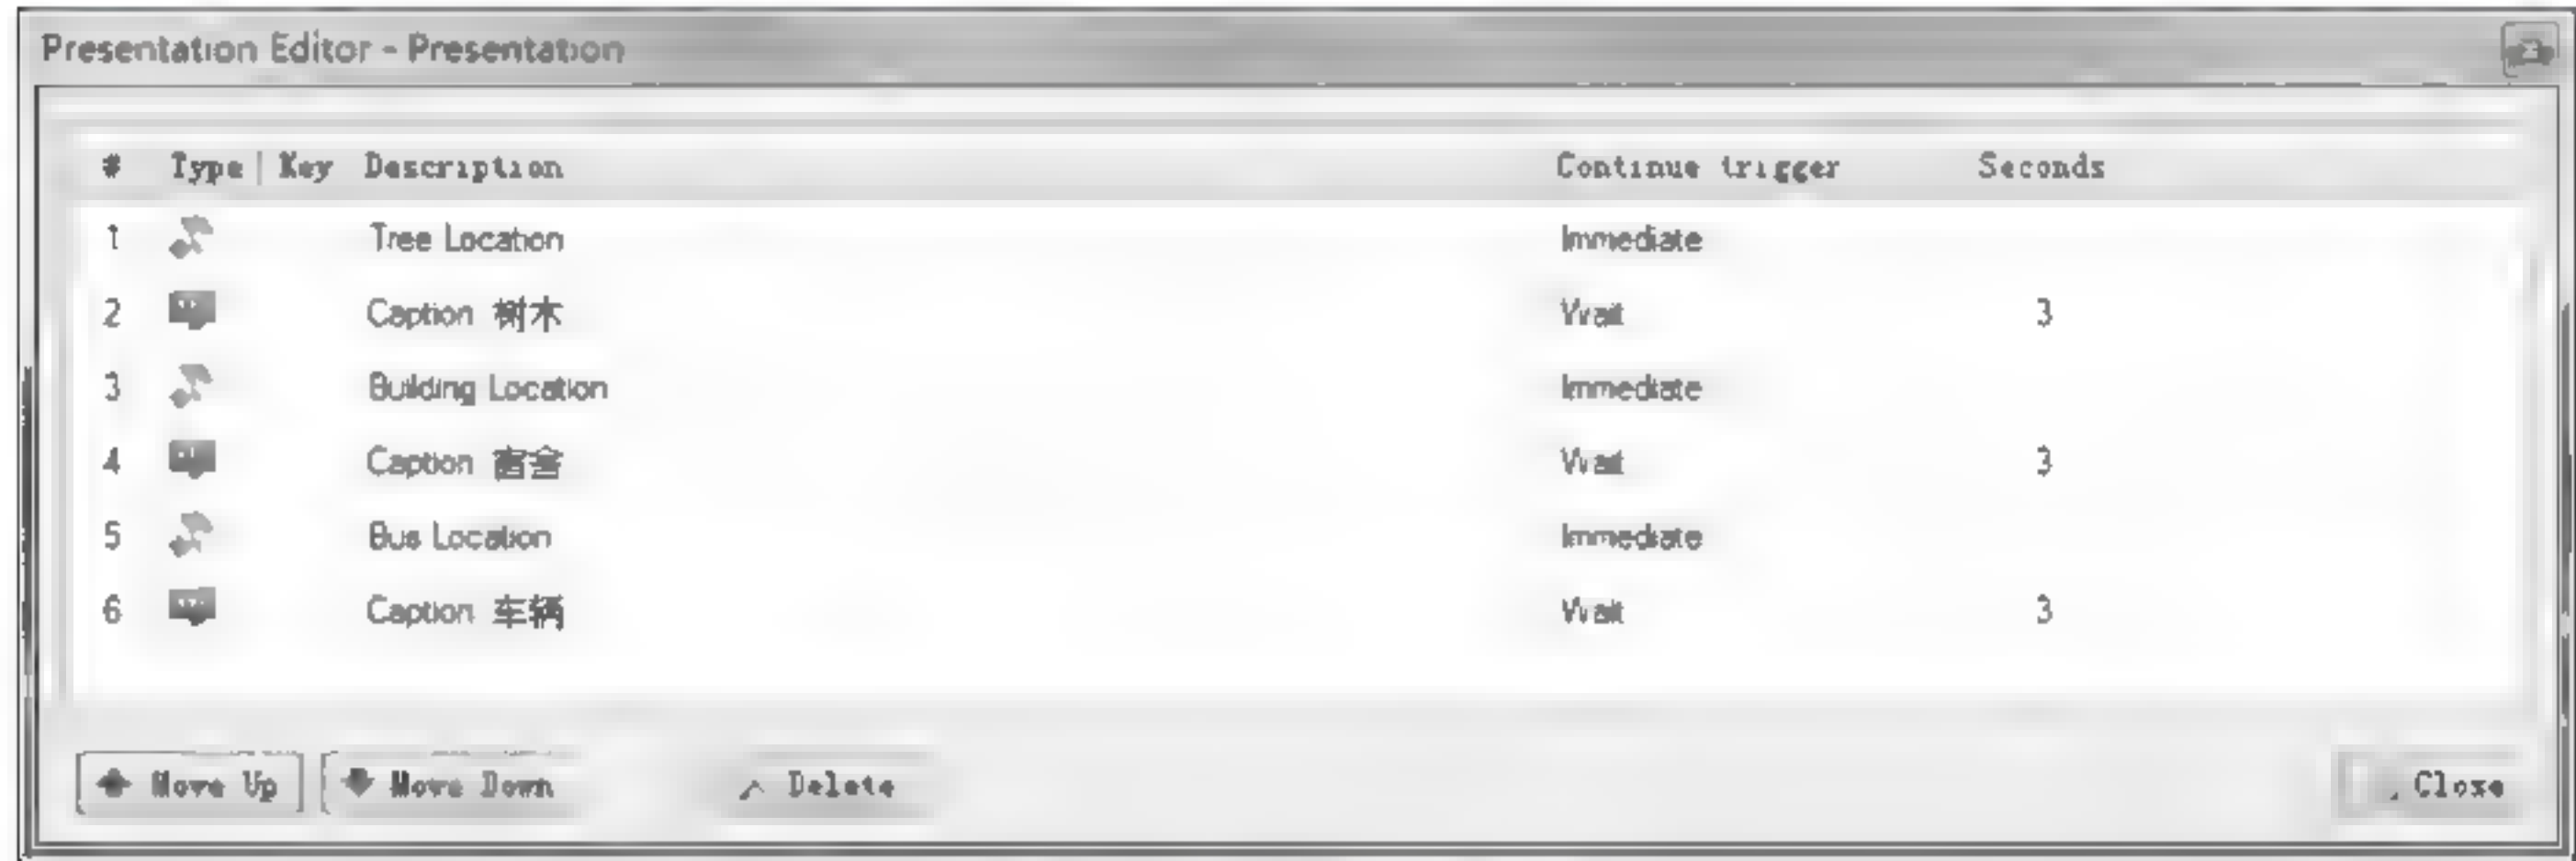 Presentation Editor - Presentation
# Type Key Description Continue trigger Seconds
1 Tree Location Immediate
2 Caption 树木 Wait 3
3 Building Location Immediate
4 Caption 宿舍 Wait 3
5 Bus Location Immediate
6 Caption 车辆 Wait 3
Move Up Move Down Delete Close